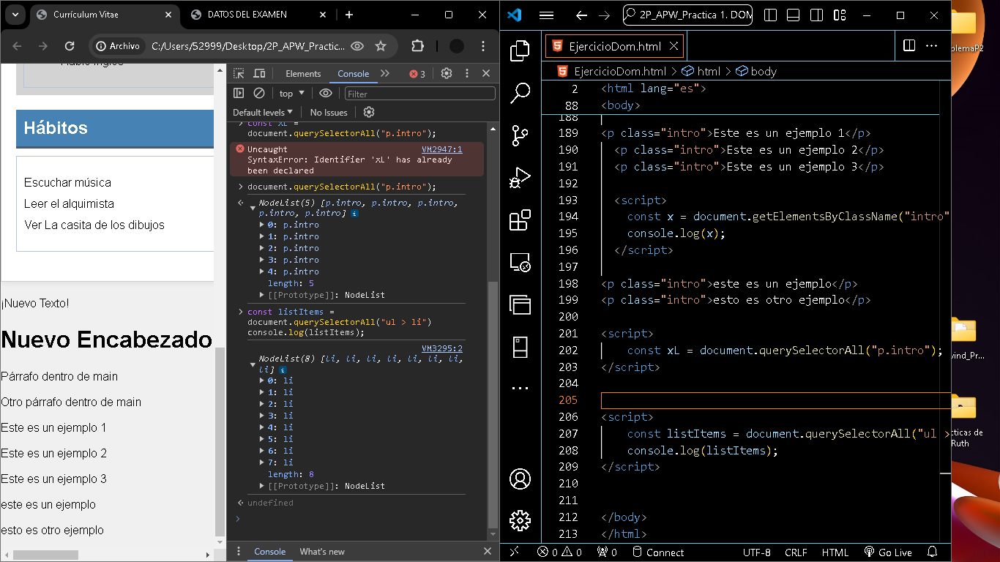 Currículum Vitae
DATOS DEL EXAMEN
Archivo
C:/Users/52999/Desktop/2P_APW_Practic...
Hábitos
Escuchar música
Leer el alquimista
Ver La casita de los dibujos
¡Nuevo Texto!
Nuevo Encabezado
Párrafo dentro de main
Otro párrafo dentro de main
Este es un ejemplo 1
Este es un ejemplo 2
Este es un ejemplo 3
este es un ejemplo
esto es otro ejemplo
Elements
Console
3
top
Filter
Default levels
No Issues
const xL =
document.querySelectorAll("p.intro");
Uncaught VM2947:1
SyntaxError: Identifier 'xL' has already
been declared
document.querySelectorAll("p.intro");
NodeList(5) [p.intro, p.intro, p.intro,
p.intro, p.intro]
0: p.intro
1: p.intro
2: p.intro
3: p.intro
4: p.intro
length: 5
[[Prototype]]: NodeList
const listItems =
document.querySelectorAll("ul > li")
console.log(listItems);
VM3295:2
NodeList(8) [li, li, li, li, li, li, li,
li]
0: li
1: li
2: li
3: li
4: li
5: li
6: li
7: li
length: 8
[[Prototype]]: NodeList
undefined
Console
What's new
2P_APW_Practica 1. DOM
EjercicioDom.html
EjercicioDom.html > html > body
2 <html lang="es">
88 <body>
188
189 <p class="intro">Este es un ejemplo 1</p>
190 <p class="intro">Este es un ejemplo 2</p>
191 <p class="intro">Este es un ejemplo 3</p>
192
193 <script>
194 const x = document.getElementsByClassName("intro"
195 console.log(x);
196 </script>
197
198 <p class="intro">este es un ejemplo</p>
199 <p class="intro">esto es otro ejemplo</p>
200
201 <script>
202 const xL = document.querySelectorAll("p.intro");
203 </script>
204
205
206 <script>
207 const listItems = document.querySelectorAll("ul >
208 console.log(listItems);
209 </script>
210
211
212 </body>
213 </html>
0
0
0
Connect
UTF-8
CRLF
HTML
Go Live
blemaP2
wind_Pr...
cticas de
Ruth